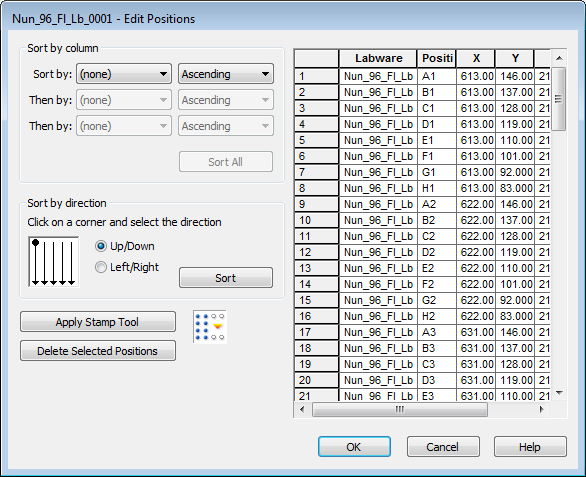 Nun_96_Fl_Lb_0001 - Edit Positions
Sort by column
Sort by: (none) Ascending
Then by: (none) Ascending
Then by: (none) Ascending
Sort All
Sort by direction
Click on a corner and select the direction
Up/Down
Left/Right
Sort
Apply Stamp Tool
Delete Selected Positions
Labware Positi X Y
1 Nun_96_Fl_Lb A1 613.00 146.00 21
2 Nun_96_Fl_Lb B1 613.00 137.00
3 Nun_96_Fl_Lb C1 613.00 128.00
4 Nun_96_Fl_Lb D1 613.00 119.00
5 Nun_96_Fl_Lb E1 613.00 110.00
6 Nun_96_Fl_Lb F1 613.00 101.00
7 Nun_96_Fl_Lb G1 613.00 92.000
8 Nun_96_Fl_Lb H1 613.00 83.000 21
9 Nun_96_Fl_Lb A2 622.00 146.00 21
10 Nun_96_Fl_Lb B2 622.00 137.00 21
11 Nun_96_Fl_Lb C2 622.00 128.00 21
12 Nun_96_Fl_Lb D2 622.00 119.00 21
13 Nun_96_Fl_Lb E2 622.00 110.00 21
14 Nun_96_Fl_Lb F2 622.00 101.00 21
15 Nun_96_Fl_Lb G2 622.00 92.000 21
16 Nun_96_Fl_Lb H2 622.00 83.000 21
17 Nun_96_Fl_Lb A3 631.00 146.00 21
18 Nun_96_Fl_Lb B3 631.00 137.00 21
19 Nun_96_Fl_Lb C3 631.00 128.00 21
20 Nun_96_Fl_Lb D3 631.00 119.00 21
21 Nun_96_Fl_Lb E3 631.00 110.00 21
OK
Cancel
Help